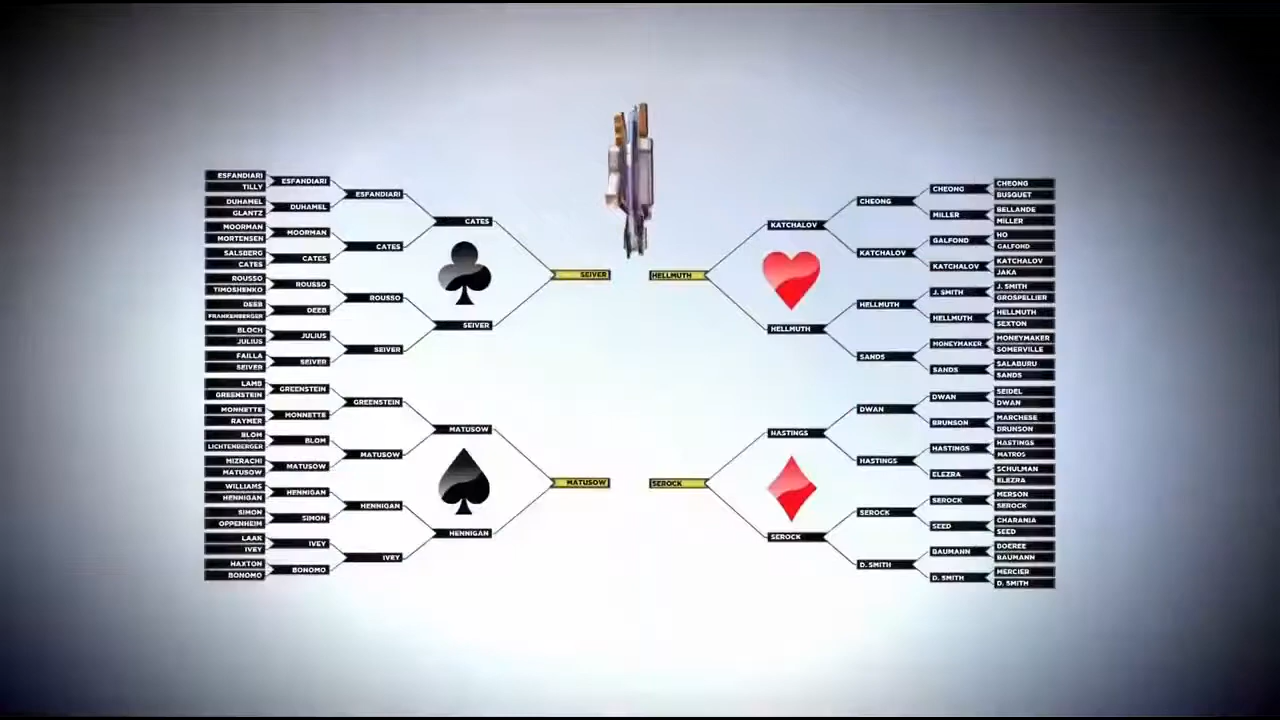 ESFANDIARI
TILLY
DUHAMEL
GLANTZ
MOORMAN
MORTENSEN
SALSBERG
CATES
ROUSSO
TIMOSHENKO
DEEB
FRANKENBERGER
BLOCH
JULIUS
FAILLA
SEIVER
LAMB
GREENSTEIN
MONNETTE
RAYMER
BLOM
LICHTENBERGER
MIZRACHI
MATUSOW
WILLIAMS
HENNIGAN
SIMON
OPPENHEIM
LAAK
IVEY
HAXTON
BONOMO
ESFANDIARI
DUHAMEL
MOORMAN
CATES
ROUSSO
DEEB
JULIUS
SEIVER
GREENSTEIN
MONNETTE
BLOM
MATUSOW
HENNIGAN
SIMON
IVEY
BONOMO
ESFANDIARI
CATES
ROUSSO
SEIVER
GREENSTEIN
MATUSOW
HENNIGAN
IVEY
CATES
SEIVER
MATUSOW
HENNIGAN
SEIVER
MATUSOW
HELLMUTH
SEROCK
KATCHALOV
HELLMUTH
HASTINGS
SEROCK
CHEONG
KATCHALOV
HELLMUTH
SANDS
DWAN
HASTINGS
SEROCK
D. SMITH
CHEONG
MILLER
GALFOND
KATCHALOV
J. SMITH
HELLMUTH
MONEYMAKER
SANDS
DWAN
BRUNSON
HASTINGS
ELEZRA
SEROCK
SEED
BAUMANN
D. SMITH
CHEONG
BUSQUET
BELLANDE
MILLER
HO
GALFOND
KATCHALOV
JAKA
J. SMITH
GROSPELLIER
HELLMUTH
SEXTON
MONEYMAKER
SOMERVILLE
SALABURU
SANDS
SEIDEL
DWAN
MARCHESE
BRUNSON
HASTINGS
MATROS
SCHULMAN
ELEZRA
MERSON
SEROCK
CHARANIA
SEED
BOEREE
BAUMANN
MERCIER
D. SMITH